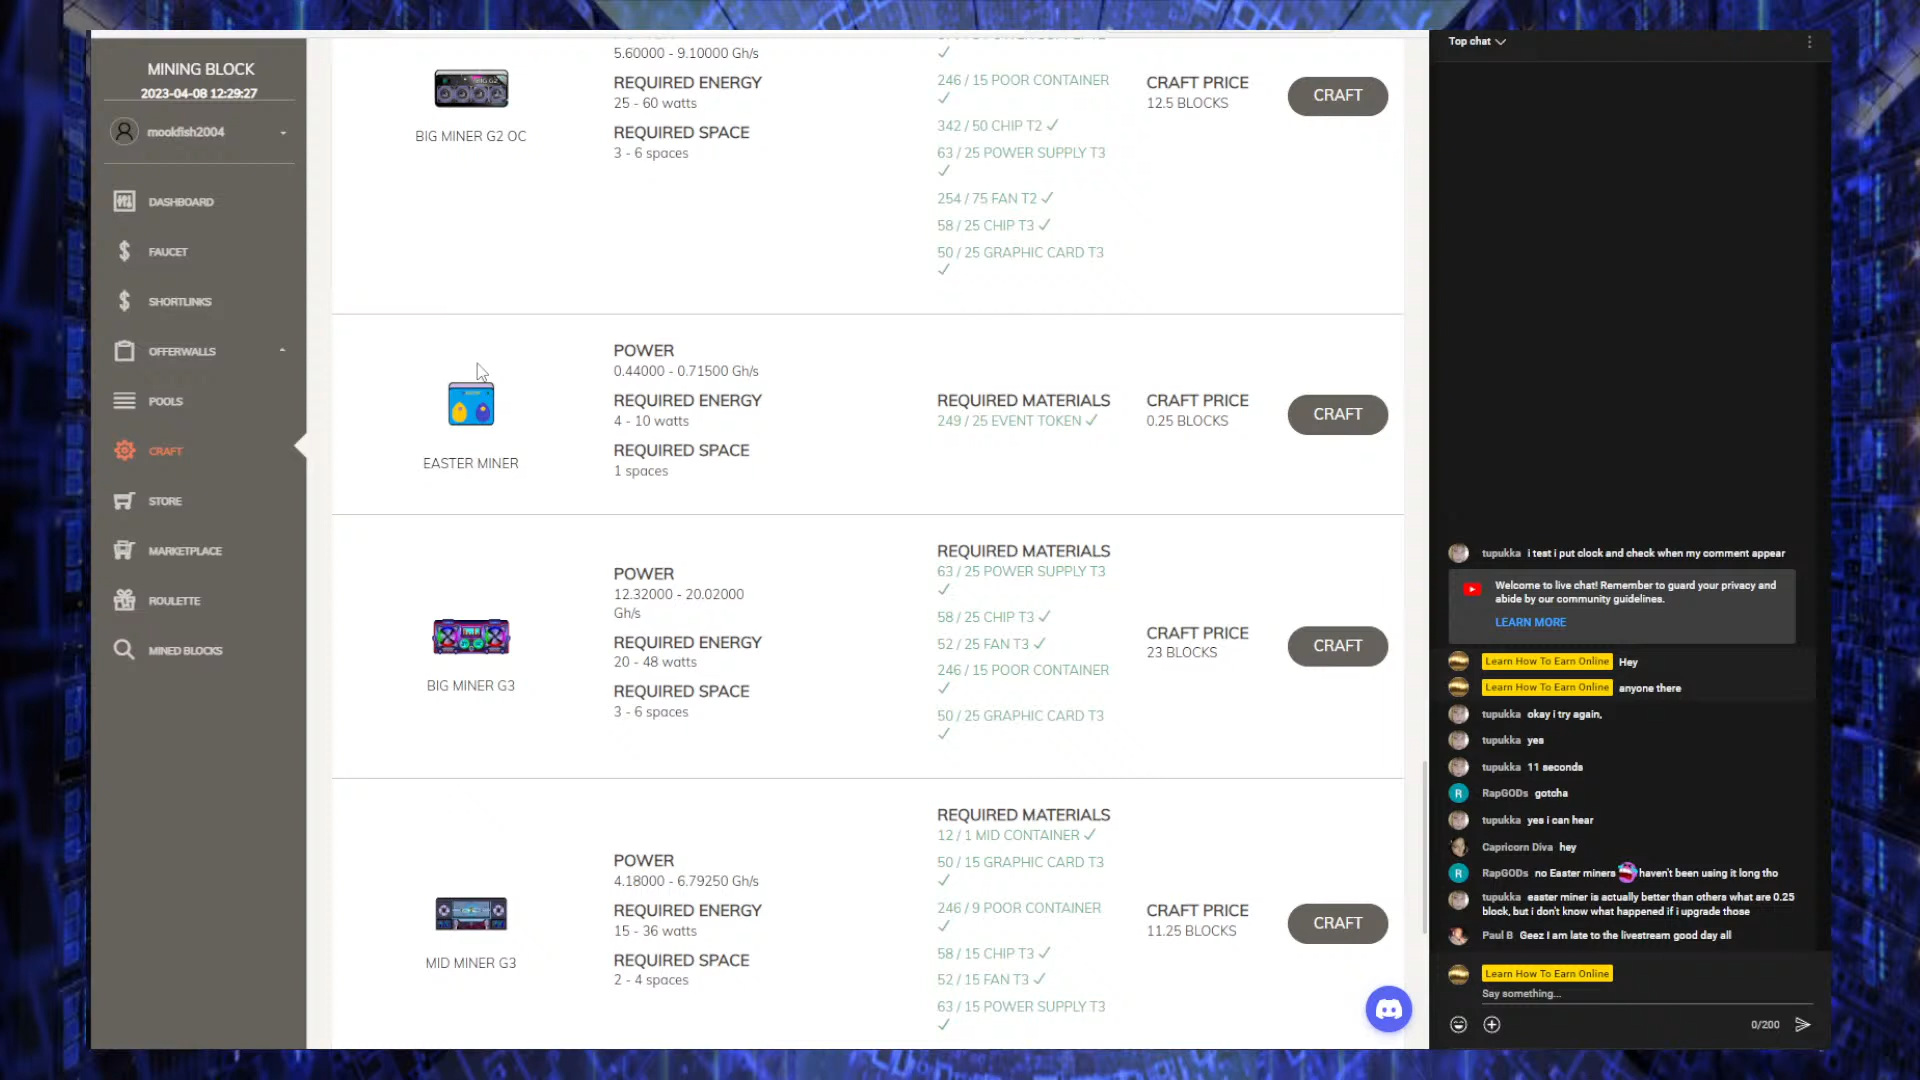 MINING BLOCK
2023-04-08 12:29:27
mookfish2004
DASHBOARD
FAUCET
SHORTLINKS
OFFERWALLS
POOLS
CRAFT
STORE
MARKETPLACE
ROULETTE
MINED BLOCKS
BIG MINER G2 OC
5.60000 - 9.10000 Gh/s
REQUIRED ENERGY
25 - 60 watts
REQUIRED SPACE
3 - 6 spaces
246 / 15 POOR CONTAINER ✓
342 / 50 CHIP T2 ✓
63 / 25 POWER SUPPLY T3 ✓
254 / 75 FAN T2 ✓
58 / 25 CHIP T3 ✓
50 / 25 GRAPHIC CARD T3 ✓
CRAFT PRICE
12.5 BLOCKS
CRAFT
EASTER MINER
POWER
0.44000 - 0.71500 Gh/s
REQUIRED ENERGY
4 - 10 watts
REQUIRED SPACE
1 spaces
REQUIRED MATERIALS
249 / 25 EVENT TOKEN ✓
CRAFT PRICE
0.25 BLOCKS
CRAFT
BIG MINER G3
POWER
12.32000 - 20.02000
Gh/s
REQUIRED ENERGY
20 - 48 watts
REQUIRED SPACE
3 - 6 spaces
REQUIRED MATERIALS
63 / 25 POWER SUPPLY T3 ✓
58 / 25 CHIP T3 ✓
52 / 25 FAN T3 ✓
246 / 15 POOR CONTAINER ✓
50 / 25 GRAPHIC CARD T3 ✓
CRAFT PRICE
23 BLOCKS
CRAFT
MID MINER G3
POWER
4.18000 - 6.79250 Gh/s
REQUIRED ENERGY
15 - 36 watts
REQUIRED SPACE
2 - 4 spaces
REQUIRED MATERIALS
12 / 1 MID CONTAINER ✓
50 / 15 GRAPHIC CARD T3 ✓
246 / 9 POOR CONTAINER ✓
58 / 15 CHIP T3 ✓
52 / 15 FAN T3 ✓
63 / 15 POWER SUPPLY T3 ✓
CRAFT PRICE
11.25 BLOCKS
CRAFT
Top chat
tupukka i test i put clock and check when my comment appear
Welcome to live chat! Remember to guard your privacy and
abide by our community guidelines.
LEARN MORE
Learn How To Earn Online Hey
Learn How To Earn Online anyone there
tupukka okay i try again,
tupukka yes
tupukka 11 seconds
R RapGODs gotcha
tupukka yes i can hear
Capricorn Diva hey
R RapGODs no Easter miners haven't been using it long tho
tupukka easter miner is actually better than others what are 0.25
block, but i don't know what happened if i upgrade those
Paul B Geez I am late to the livestream good day all
Learn How To Earn Online
Say something...
0/200